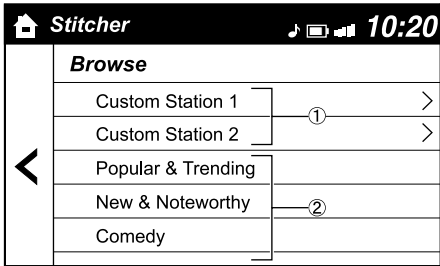 Stitcher 10:20
Browse
Custom Station 1
①
Custom Station 2
Popular & Trending
New & Noteworthy
②
Comedy